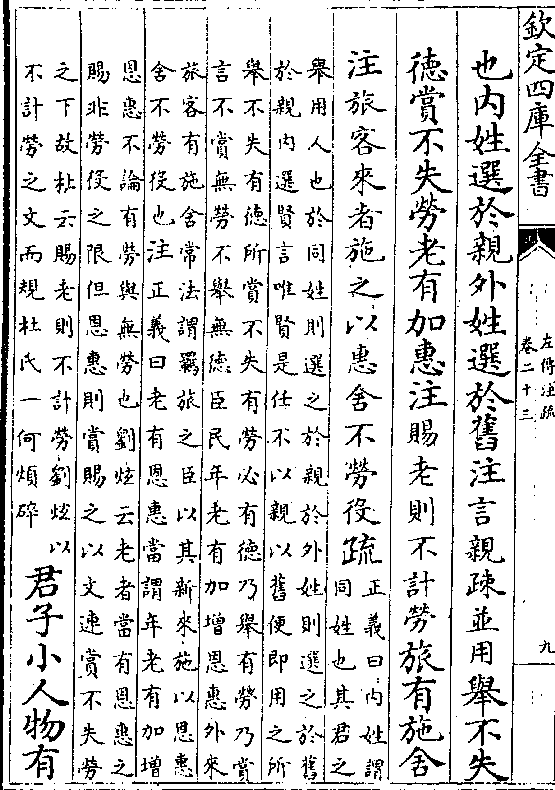 欽定四庫全書
左傳注疏
卷二十三
九
也内姓選於親外姓選於舊注言親疎並用舉不失
徳賞不失勞老有加惠注賜老則不計勞旅有施舍
注旅客來者施之以惠舍不勞役疏
正義曰内姓謂
同姓也其君之
舉用人也於同姓則選之於親於外姓則選之於舊
於親内選賢言唯賢是任不以親以舊便即用之所
舉不失有徳所賞不失有勞必有徳乃舉有勞乃賞
言不賞無勞不舉無徳臣民年老有加增恩惠外來
旅客有施舍常法謂羇旅之臣以其新來施以恩惠
舍不勞役也注正義曰老有恩惠當謂年老有加增
恩惠不論有勞與無勞也劉炫云老者當有恩惠之
賜非勞役之限但恩惠則賞賜之以文連賞不失勞
之下故杜云賜老則不計勞劉炫以
不計勞之文而規杜氏一何煩碎
君子小人物有